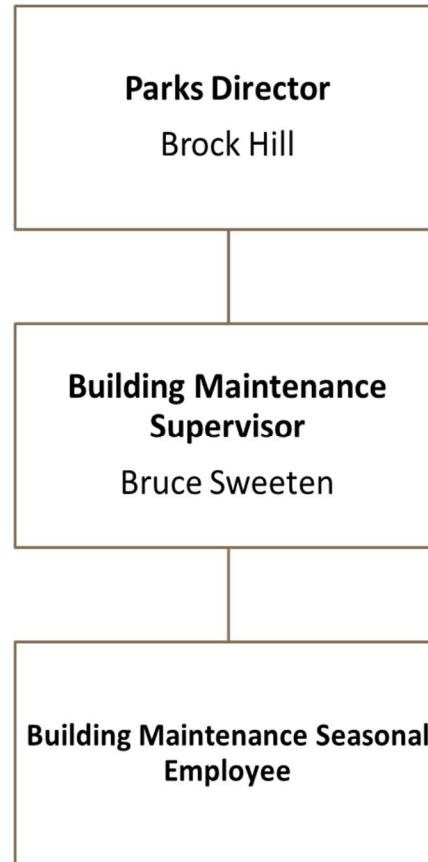 Parks Director
Brock Hill
Building Maintenance
Supervisor
Bruce Sweeten
Building Maintenance Seasonal
Employee